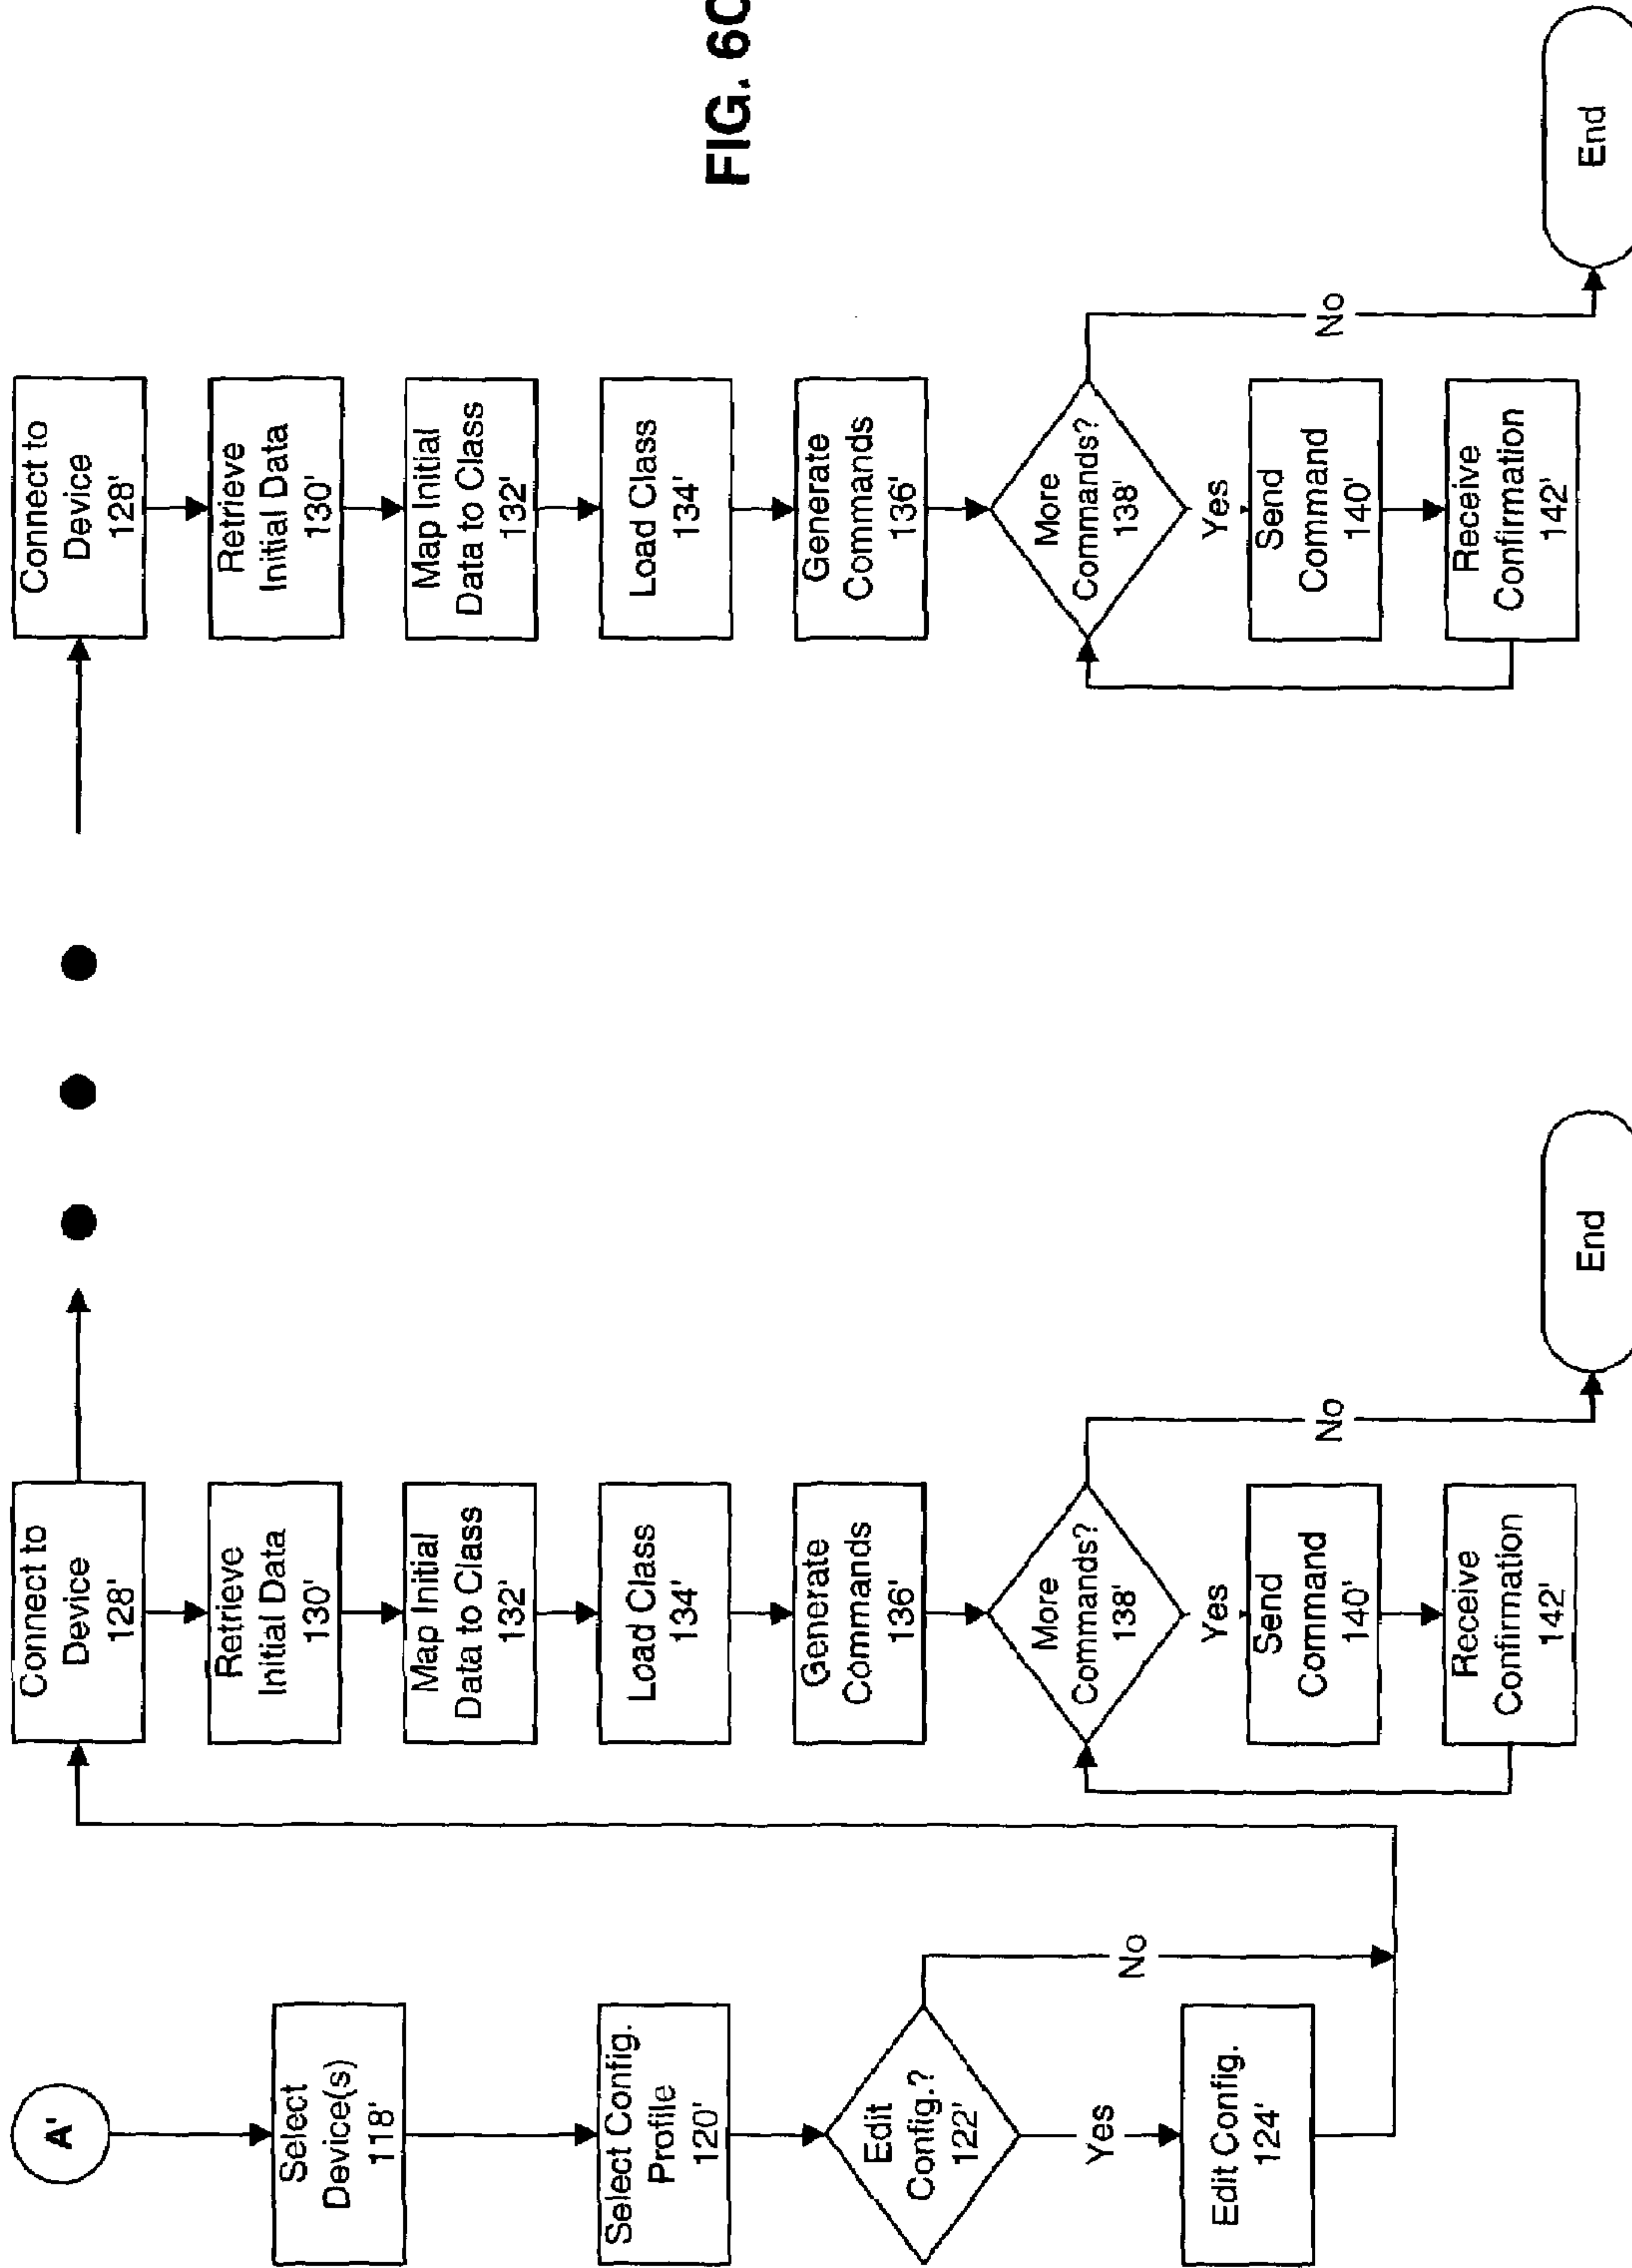 A'
Select
Device(s)
118'
Select Config.
Profile
120'
Edit
Config.?
122'
Yes
No
Edit Config.
124'
Connect to
Device
128'
Retrieve
Initial Data
130'
Map Initial
Data to Class
132'
Load Class
134'
Generate
Commands
136'
More
Commands?
138'
Yes
No
Send
Command
140'
Receive
Confirmation
142'
End
Connect to
Device
128'
Retrieve
Initial Data
130'
Map Initial
Data to Class
132'
Load Class
134'
Generate
Commands
136'
More
Commands?
138'
Yes
No
Send
Command
140'
Receive
Confirmation
142'
End
FIG. 6C